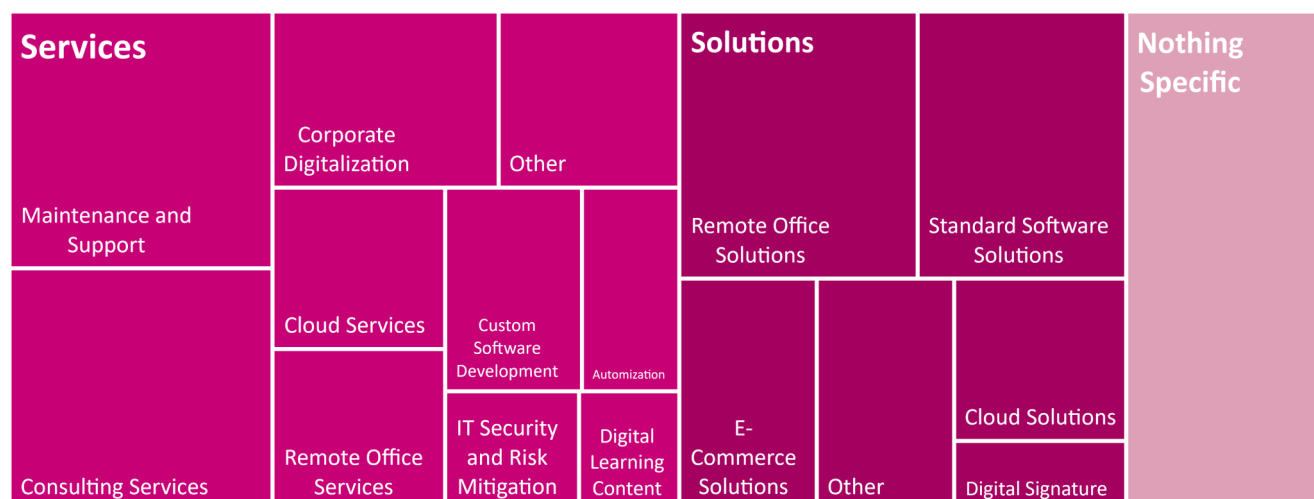 Services
Maintenance and
Support
Consulting Services
Corporate
Digitalization
Other
Cloud Services
Remote Office
Services
Custom
Software
Development
Automization
IT Security
and Risk
Mitigation
Digital
Learning
Content
Solutions
Remote Office
Solutions
Standard Software
Solutions
E-
Commerce
Solutions
Other
Cloud Solutions
Digital Signature
Nothing
Specific